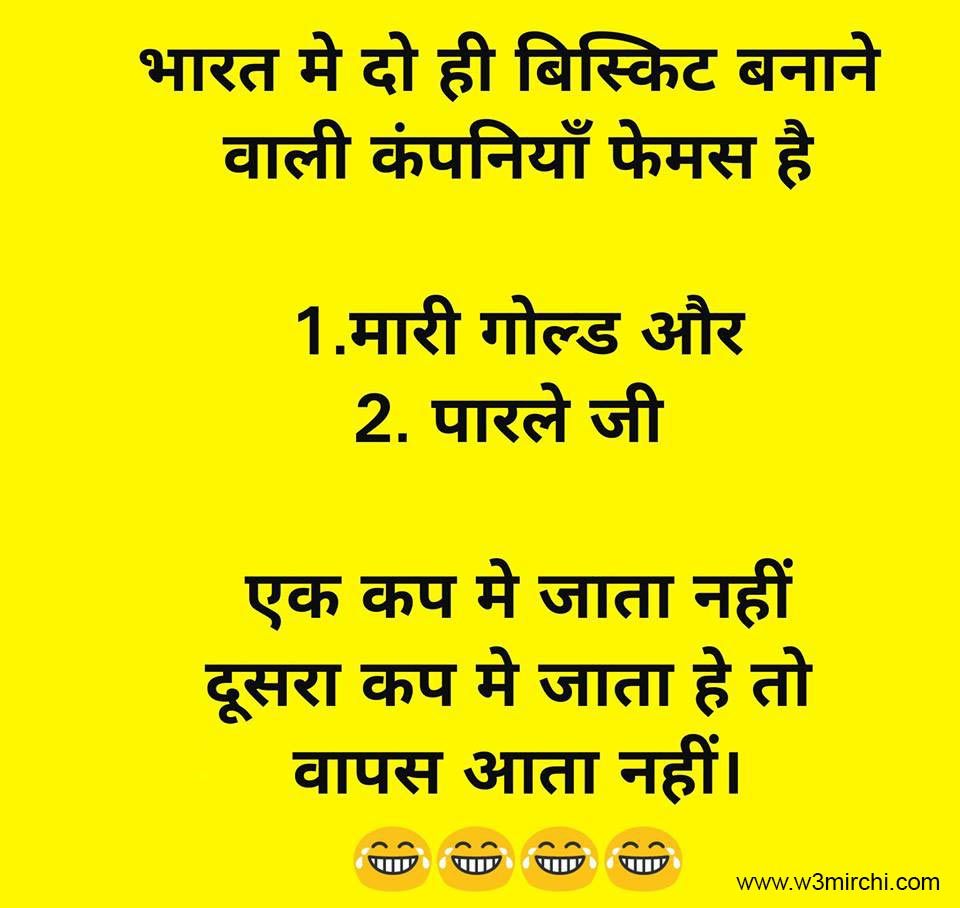 भारत मे दो ही बिस्किट बनाने
वाली कंपनियाँ फेमस है
1.मारी गोल्ड और
2. पारले जी
एक कप मे जाता नहीं
दूसरा कप मे जाता हे तो
वापस आता नहीं।
www.w3mirchi.com